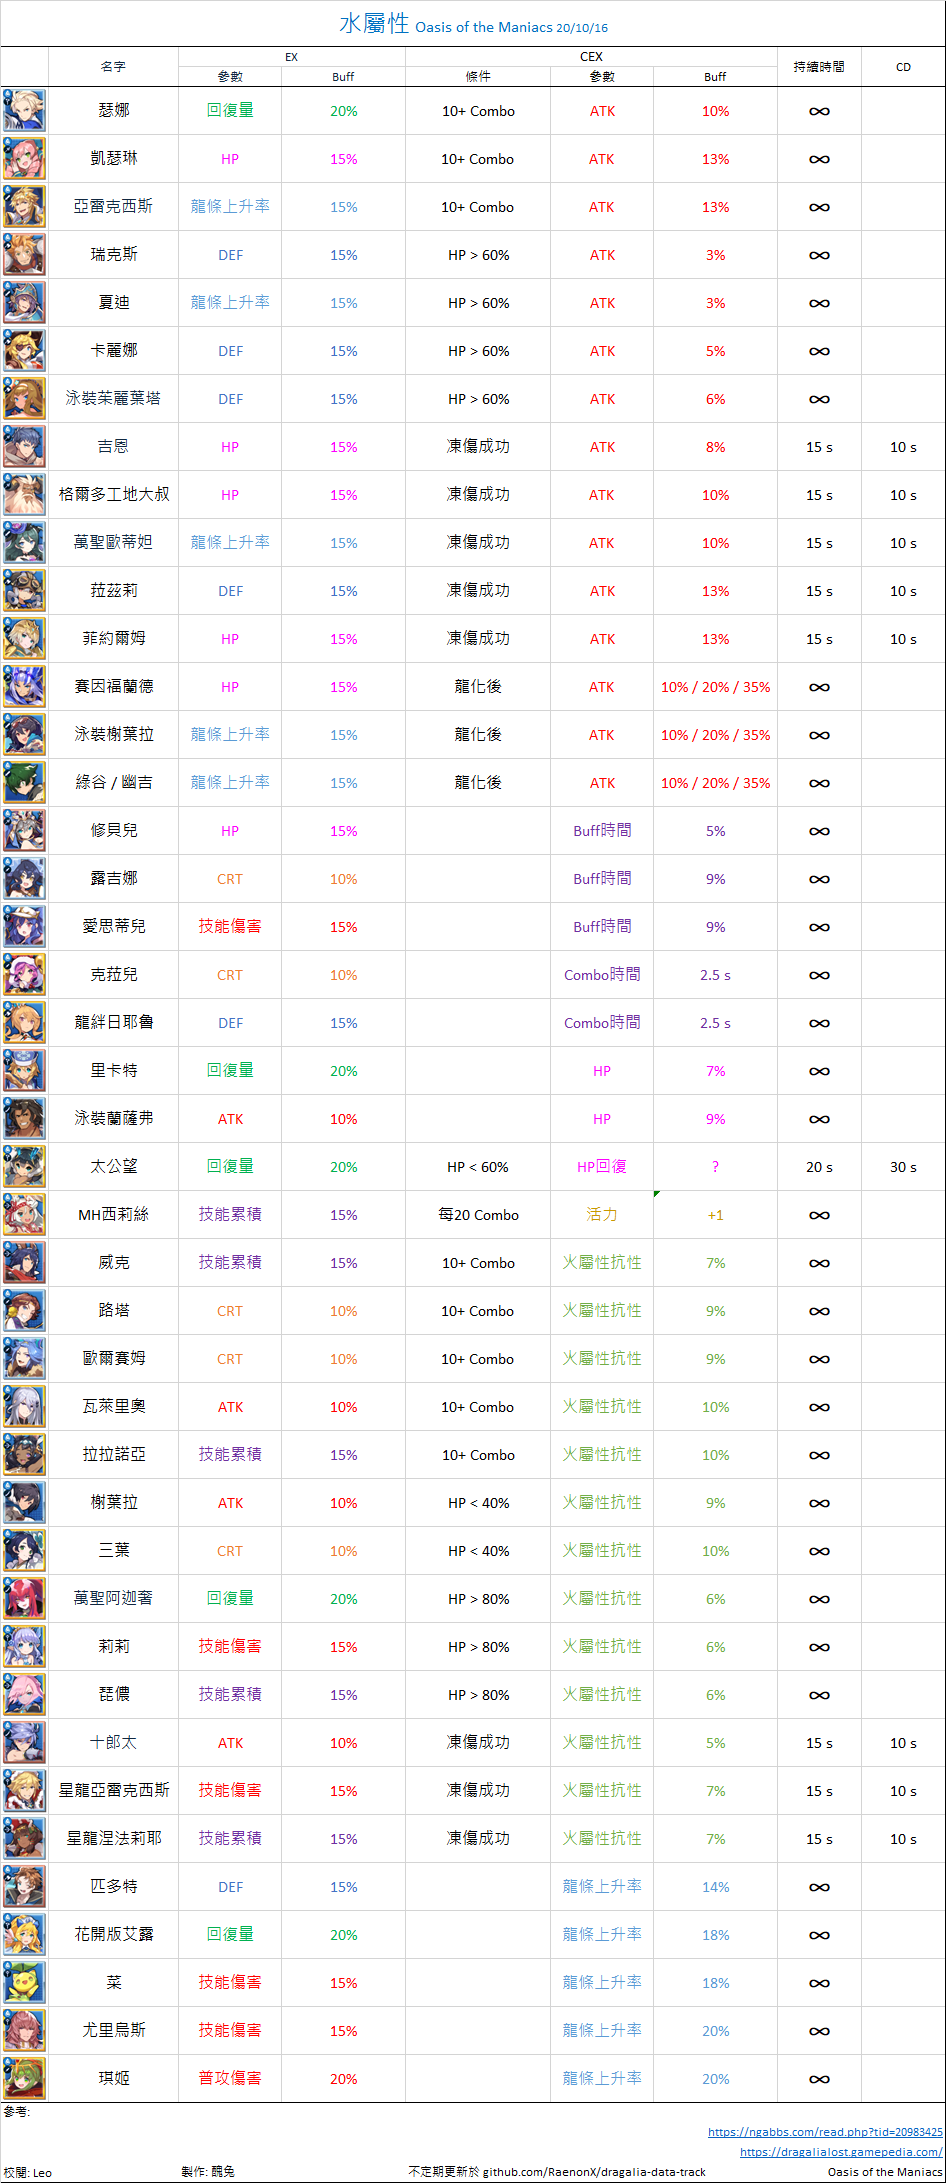 水屬性 Oasis of the Maniacs 20/10/16
名字 EX CEX 持續時間 CD
參數 Buff 條件 參數 Buff
瑟娜 回復量 20% 10+ Combo ATK 10% ∞
凱瑟琳 HP 15% 10+ Combo ATK 13% ∞
亞雷克西斯 龍條上升率 15% 10+ Combo ATK 13% ∞
瑞克斯 DEF 15% HP > 60% ATK 3% ∞
夏迪 龍條上升率 15% HP > 60% ATK 3% ∞
卡麗娜 DEF 15% HP > 60% ATK 5% ∞
泳裝茱麗葉塔 DEF 15% HP > 60% ATK 6% ∞
吉恩 HP 15% 凍傷成功 ATK 8% 15 s 10 s
格爾多工地大叔 HP 15% 凍傷成功 ATK 10% 15 s 10 s
萬聖歐蒂妲 龍條上升率 15% 凍傷成功 ATK 10% 15 s 10 s
菈茲莉 DEF 15% 凍傷成功 ATK 13% 15 s 10 s
菲約爾姆 HP 15% 凍傷成功 ATK 13% 15 s 10 s
賽因福蘭德 HP 15% 龍化後 ATK 10% / 20% / 35% ∞
泳裝榭葉拉 龍條上升率 15% 龍化後 ATK 10% / 20% / 35% ∞
綠谷 / 幽吉 龍條上升率 15% 龍化後 ATK 10% / 20% / 35% ∞
修貝兒 HP 15% Buff時間 5% ∞
露吉娜 CRT 10% Buff時間 9% ∞
愛思蒂兒 技能傷害 15% Buff時間 9% ∞
克菈兒 CRT 10% Combo時間 2.5 s ∞
龍絆日耶魯 DEF 15% Combo時間 2.5 s ∞
里卡特 回復量 20% HP 7% ∞
泳裝蘭薩弗 ATK 10% HP 9% ∞
太公望 回復量 20% HP < 60% HP回復 ? 20 s 30 s
MH西莉絲 技能累積 15% 每20 Combo 活力 +1 ∞
威克 技能累積 15% 10+ Combo 火屬性抗性 7% ∞
路塔 CRT 10% 10+ Combo 火屬性抗性 9% ∞
歐爾賽姆 CRT 10% 10+ Combo 火屬性抗性 9% ∞
瓦萊里奧 ATK 10% 10+ Combo 火屬性抗性 10% ∞
拉拉諾亞 技能累積 15% 10+ Combo 火屬性抗性 10% ∞
榭葉拉 ATK 10% HP < 40% 火屬性抗性 9% ∞
三葉 CRT 10% HP < 40% 火屬性抗性 10% ∞
萬聖阿迦奢 回復量 20% HP > 80% 火屬性抗性 6% ∞
莉莉 技能傷害 15% HP > 80% 火屬性抗性 6% ∞
琵儂 技能累積 15% HP > 80% 火屬性抗性 6% ∞
十郎太 ATK 10% 凍傷成功 火屬性抗性 5% 15 s 10 s
星龍亞雷克西斯 技能傷害 15% 凍傷成功 火屬性抗性 7% 15 s 10 s
星龍涅法莉耶 技能累積 15% 凍傷成功 火屬性抗性 7% 15 s 10 s
匹多特 DEF 15% 龍條上升率 14% ∞
花開版艾露 回復量 20% 龍條上升率 18% ∞
菜 技能傷害 15% 龍條上升率 18% ∞
尤里烏斯 技能傷害 15% 龍條上升率 20% ∞
琪姬 普攻傷害 20% 龍條上升率 20% ∞
參考:
https://ngabbs.com/read.php?tid=20983425
https://dragalialost.gamepedia.com/
校閱: Leo 製作: 醜兔 不定期更新於 github.com/RaenonX/dragalia-data-track Oasis of the Maniacs